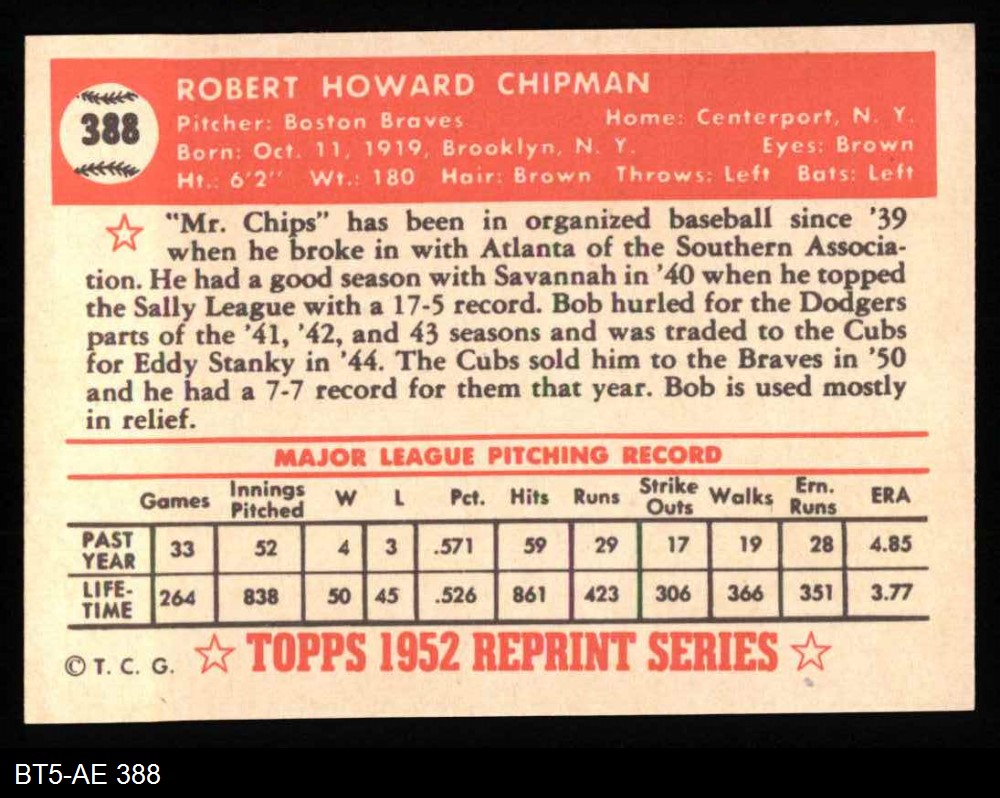 388
ROBERT HOWARD CHIPMAN
Pitcher: Boston Braves Home: Centerport, N. Y.
Born: Oct. 11, 1919, Brooklyn, N. Y. Eyes: Brown
Ht.: 6'2" Wt.: 180 Hair: Brown Throws: Left Bats: Left
"Mr. Chips" has been in organized baseball since '39
when he broke in with Atlanta of the Southern Associa-
tion. He had a good season with Savannah in '40 when he topped
the Sally League with a 17-5 record. Bob hurled for the Dodgers
parts of the '41, '42, and 43 seasons and was traded to the Cubs
for Eddy Stanky in '44. The Cubs sold him to the Braves in '50
and he had a 7-7 record for them that year. Bob is used mostly
in relief.
MAJOR LEAGUE PITCHING RECORD
Games Innings Pitched W L Pct. Hits Runs Strike Outs Walks Ern. Runs ERA
PAST YEAR 33 52 4 3 .571 59 29 17 19 28 4.85
LIFE-TIME 264 838 50 45 .526 861 423 306 366 351 3.77
© T. C. G. TOPPS 1952 REPRINT SERIES
BT5-AE 388